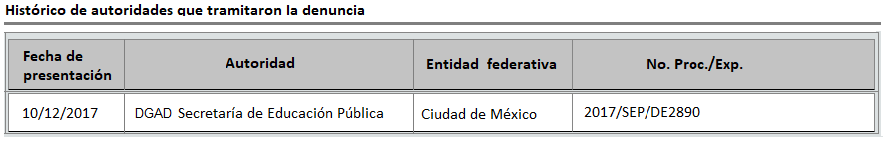 Histórico de autoridades que tramitaron la denuncia
Fecha de presentación Autoridad Entidad federativa No. Proc./Exp.
10/12/2017 DGAD Secretaría de Educación Pública Ciudad de México 2017/SEP/DE2890